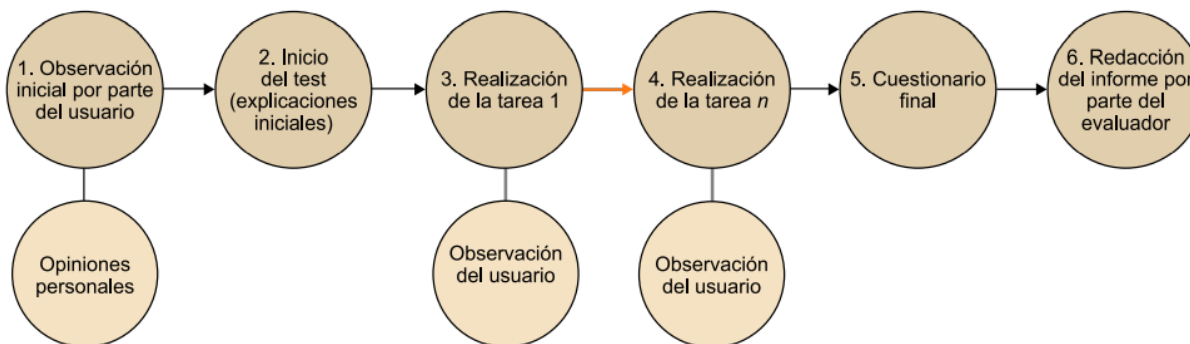 1. Observación
inicial por parte
del usuario
2. Inicio
del test
(explicaciones
iniciales)
3. Realización
de la tarea 1
4. Realización
de la tarea n
5. Cuestionario
final
6. Redacción
del informe por
parte del
evaluador
Opiniones
personales
Observación
del usuario
Observación
del usuario